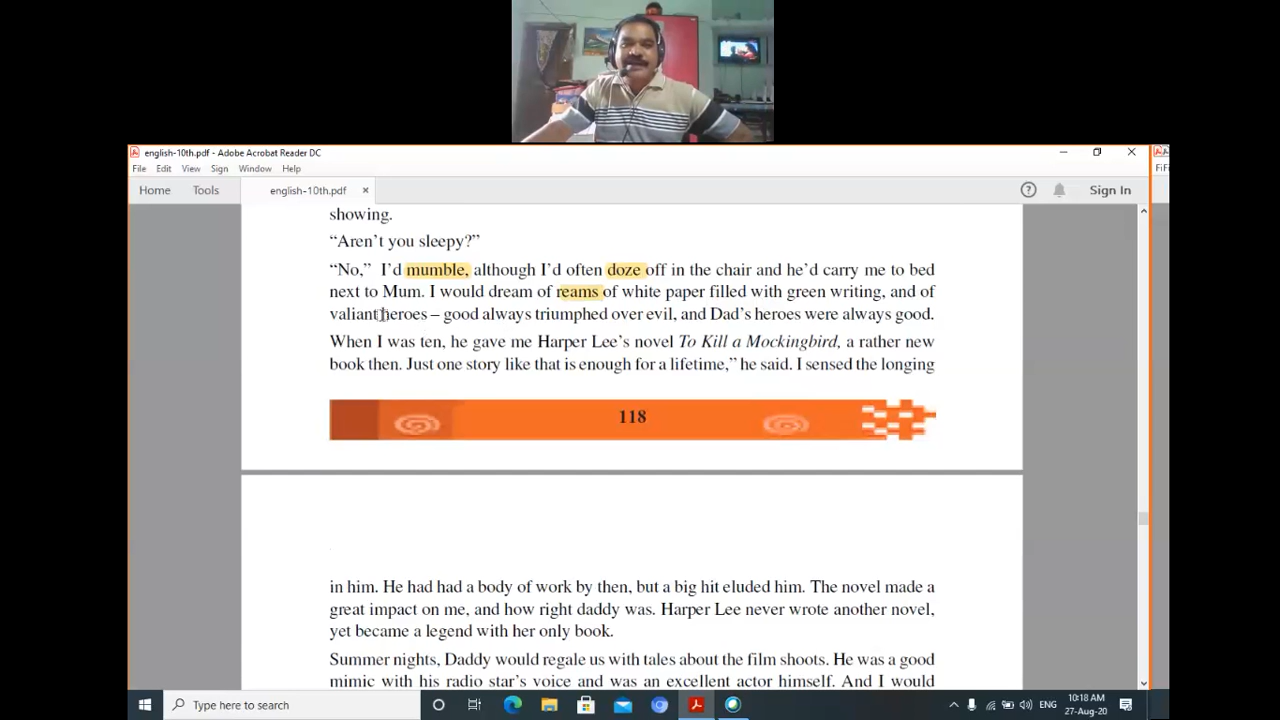 english-10th.pdf - Adobe Acrobat Reader DC
File Edit View Sign Window Help
Home Tools english-10th.pdf × Sign In
showing.
“Aren’t you sleepy?”
“No,” I’d mumble, although I’d often doze off in the chair and he’d carry me to bed
next to Mum. I would dream of reams of white paper filled with green writing, and of
valiant heroes – good always triumphed over evil, and Dad’s heroes were always good.
When I was ten, he gave me Harper Lee’s novel To Kill a Mockingbird, a rather new
book then. Just one story like that is enough for a lifetime,” he said. I sensed the longing
118
in him. He had had a body of work by then, but a big hit eluded him. The novel made a
great impact on me, and how right daddy was. Harper Lee never wrote another novel,
yet became a legend with her only book.
Summer nights, Daddy would regale us with tales about the film shoots. He was a good
mimic with his radio star’s voice and was an excellent actor himself. And I would
Type here to search
ENG
10:18 AM
27-Aug-20